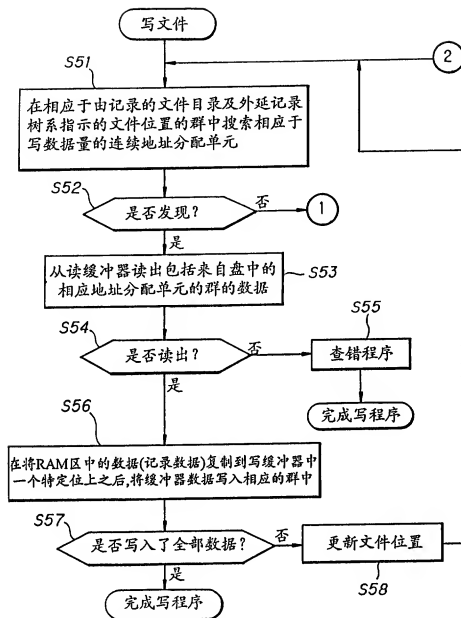 写文件
2
S51
在相应于由记录的文件目录及外延记录
树系指示的文件位置的群中搜索相应于
写数据量的连续地址分配单元
S52
是否发现?
否
1
是
从读缓冲器读出包括来自盘中的
相应地址分配单元的群的数据
S53
S54
是否读出?
否
S55
查错程序
是
完成写程序
S56
在将RAM区中的数据(记录数据)复制到写缓冲器中
一个特定位上之后,将缓冲器数据写入相应的群中
S57
是否写入了全部数据?
否
更新文件位置
S58
是
完成写程序